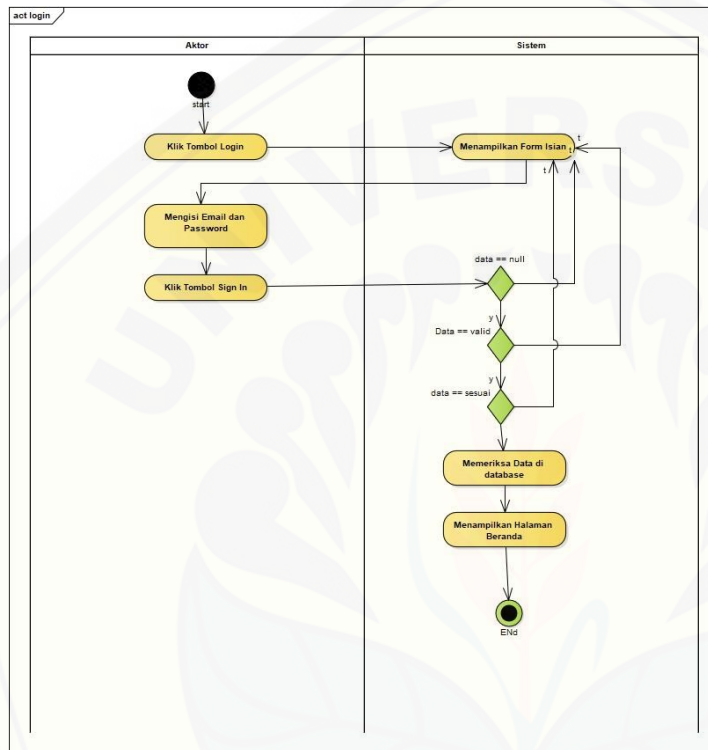 act login
Aktor
Sistem
start
Klik Tombol Login
Menampilkan Form Isian
t
t
t
Mengisi Email dan
Password
Klik Tombol Sign In
data == null
y
Data == valid
y
data == sesuai
Memeriksa Data di
database
Menampilkan Halaman
Beranda
ENd
UNIVERS